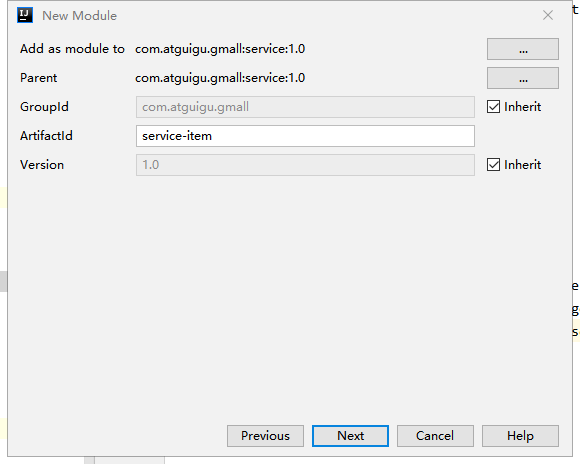 New Module
Add as module to com.atguigu.gmall:service:1.0 ...
Parent com.atguigu.gmall:service:1.0 ...
GroupId com.atguigu.gmall Inherit
ArtifactId service-item
Version 1.0 Inherit
Previous Next Cancel Help
t
e
g
s